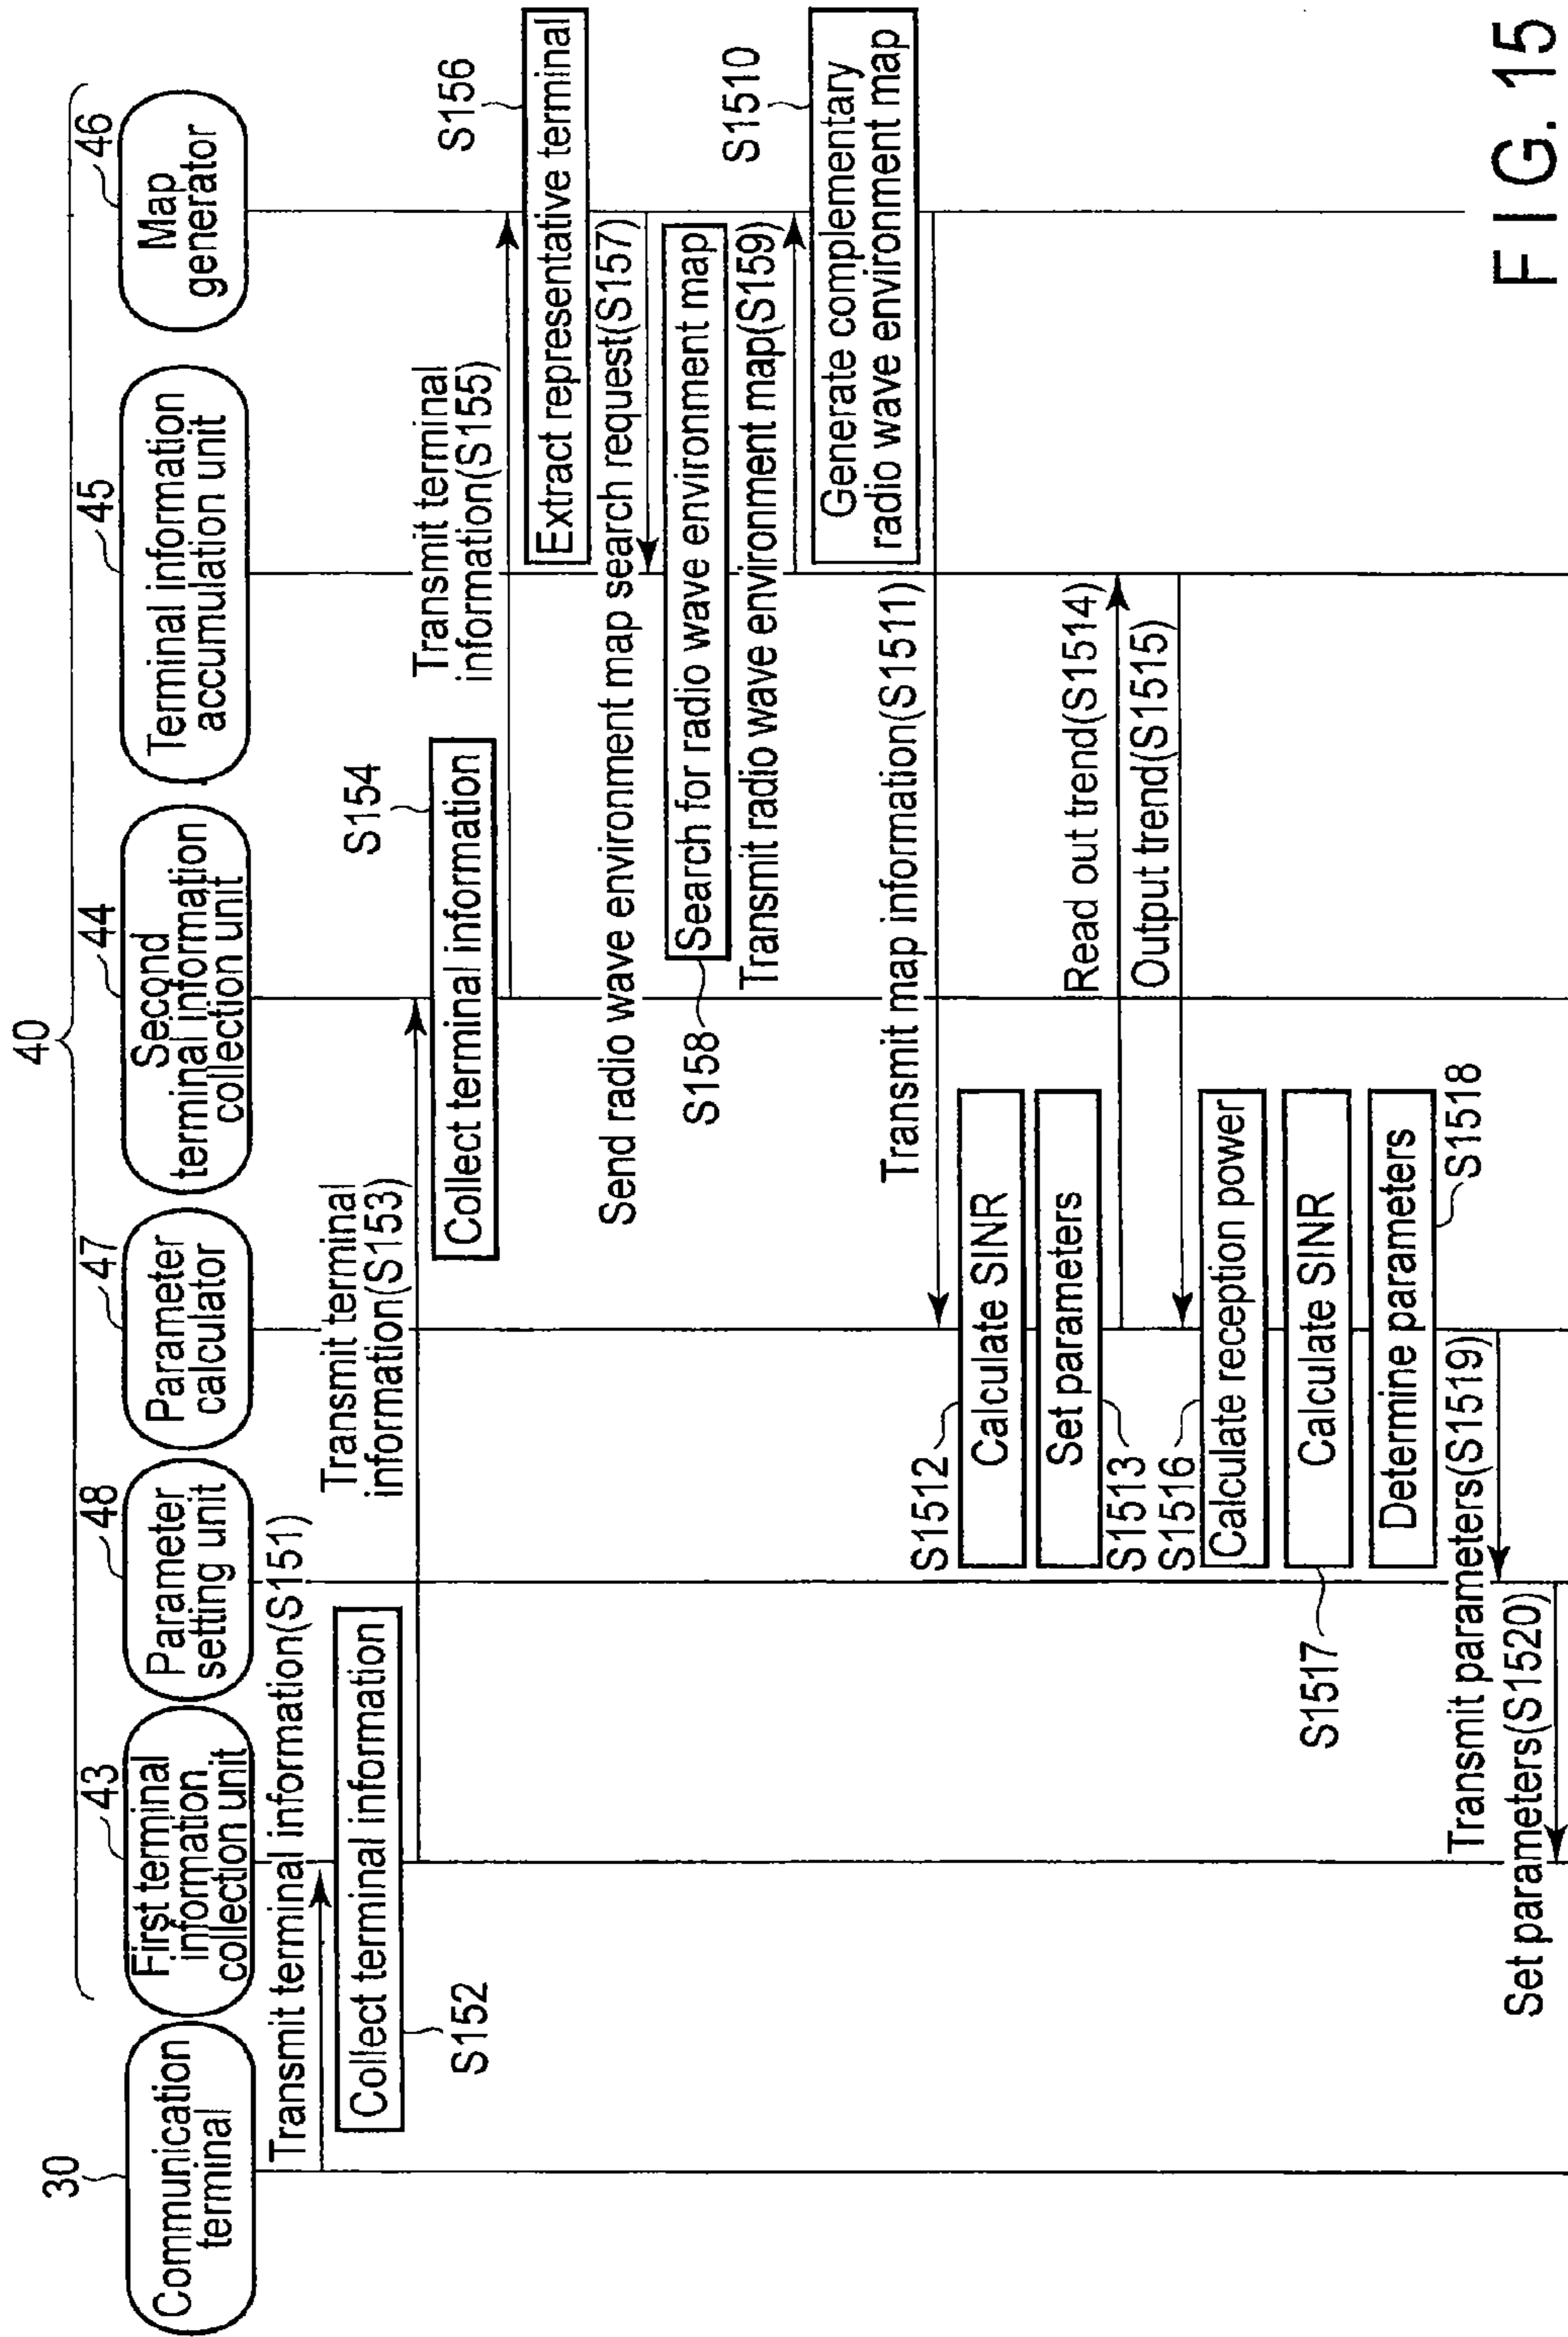 40
30
43
48
47
44
45
46
Communication
terminal
First terminal
information
collection unit
Parameter
setting unit
Parameter
calculator
Second
terminal information
collection unit
Terminal information
accumulation unit
Map
generator
Transmit terminal information(S151)
Collect terminal information
S152
Transmit terminal
information(S153)
S154
Collect terminal information
Transmit terminal
information(S155)
S156
Extract representative terminal
Send radio wave environment map search request(S157)
S158
Search for radio wave environment map
Transmit radio wave environment map(S159)
S1510
Generate complementary
radio wave environment map
Transmit map information(S1511)
S1512
Calculate SINR
Set parameters
S1513
Read out trend(S1514)
Output trend(S1515)
S1516
Calculate reception power
Calculate SINR
S1517
Determine parameters
S1518
Transmit parameters(S1519)
Set parameters(S1520)
FIG. 15